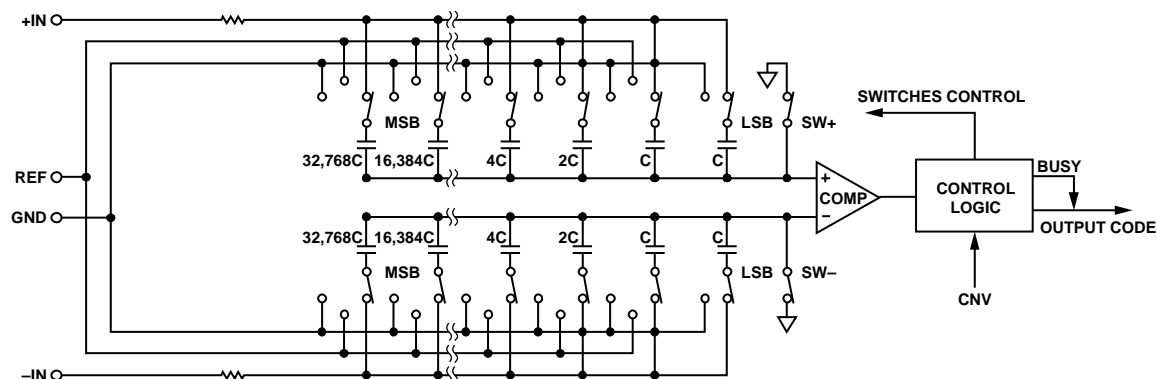 +IN
SWITCHES CONTROL
MSB
LSB
SW+
32,768C
16,384C
4C
2C
C
C
BUSY
REF
+
COMP
CONTROL
LOGIC
GND
–
OUTPUT CODE
32,768C
16,384C
4C
2C
C
C
MSB
LSB
SW–
CNV
–IN